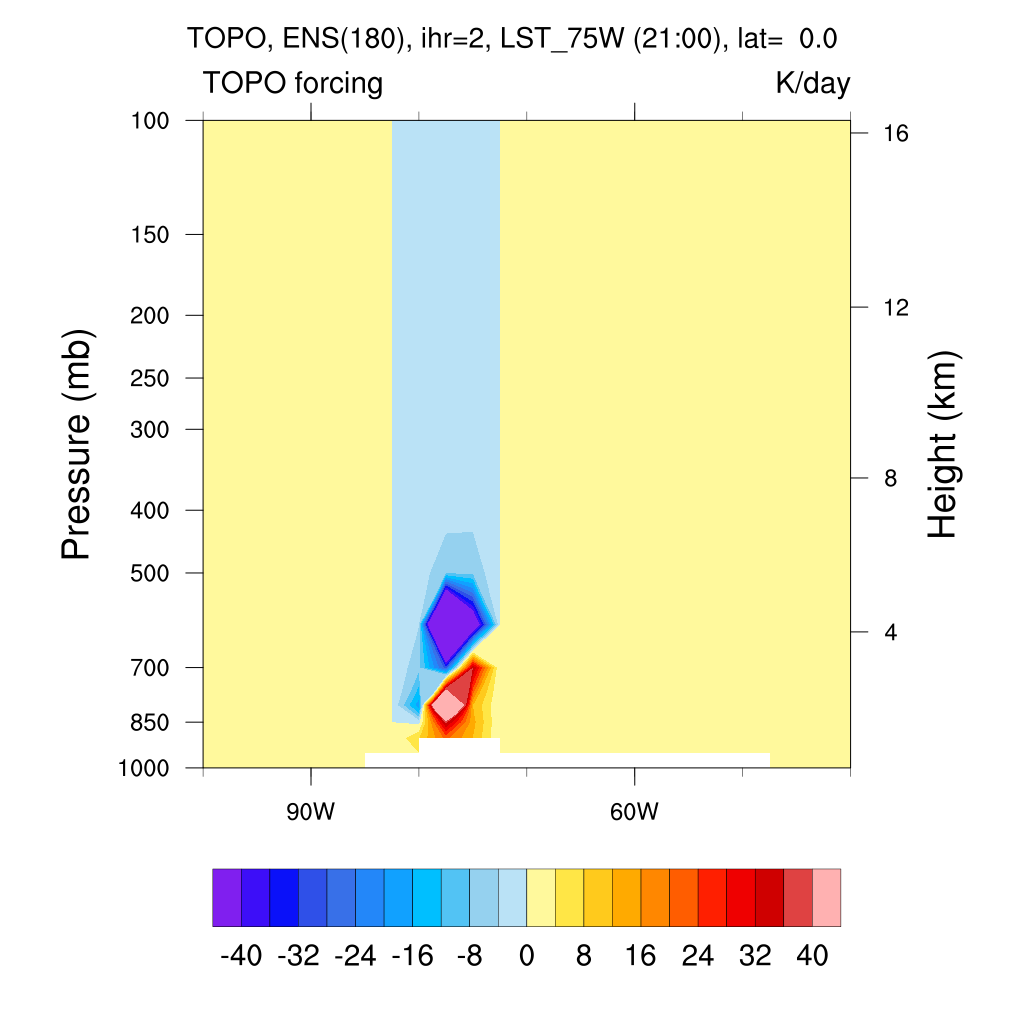 TOPO, ENS(180), ihr=2, LST_75W (21:00), lat=  0.0
TOPO forcing
K/day
100
150
200
250
300
400
500
700
850
1000
Pressure (mb)
16
12
8
4
Height (km)
90W
60W
-40 -32 -24 -16 -8 0 8 16 24 32 40